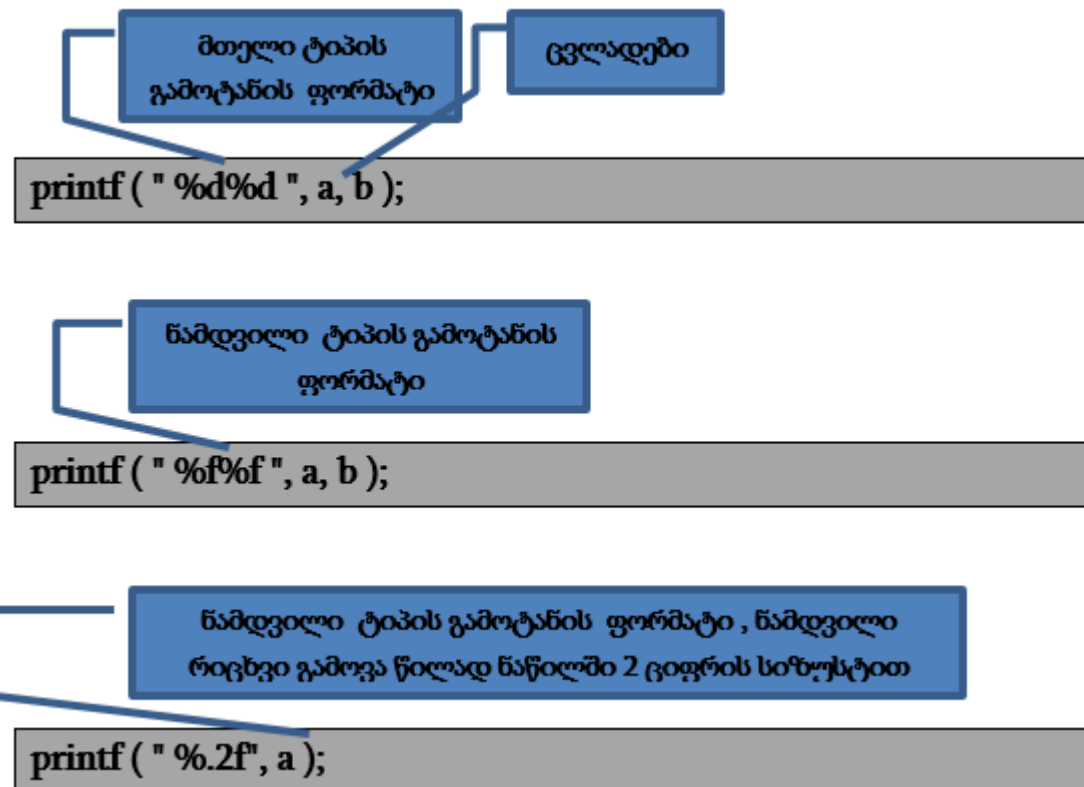 მთელი ტიპის
გამოტანის ფორმატი
ცვლადები
printf ( " %d%d ", a, b );
ნამდვილი ტიპის გამოტანის
ფორმატი
printf ( " %f%f ", a, b );
ნამდვილი ტიპის გამოტანის ფორმატი , ნამდვილი
რიცხვი გამოვა წილად ნაწილში 2 ციფრის სიზუსტით
printf ( " %.2f", a );